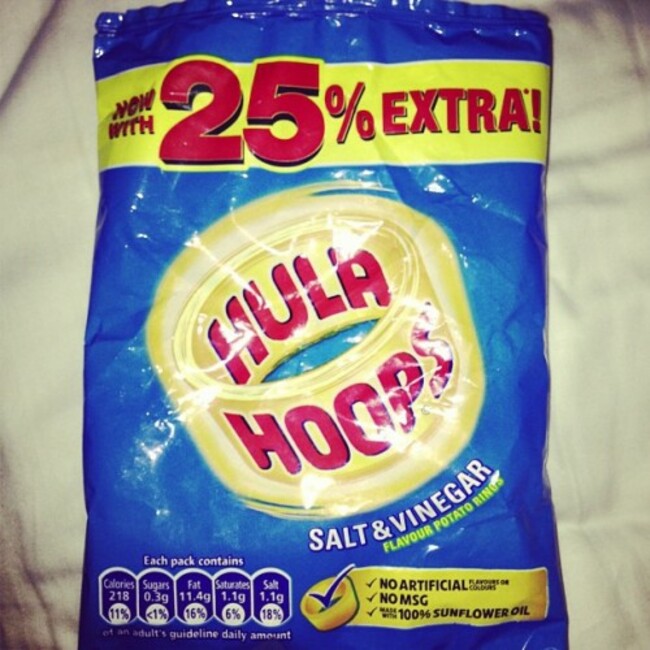 NEW WITH 25% EXTRA*!
HULA
HOOPS
SALT & VINEGAR
FLAVOUR POTATO RINGS
Each pack contains
Calories 218 11%
Sugars 0.3g <1%
Fat 11.4g 16%
Saturates 1.1g 6%
Salt 1.1g 18%
of an adult's guideline daily amount
NO ARTIFICIAL FLAVOURS OR COLOURS
NO MSG
MADE WITH 100% SUNFLOWER OIL